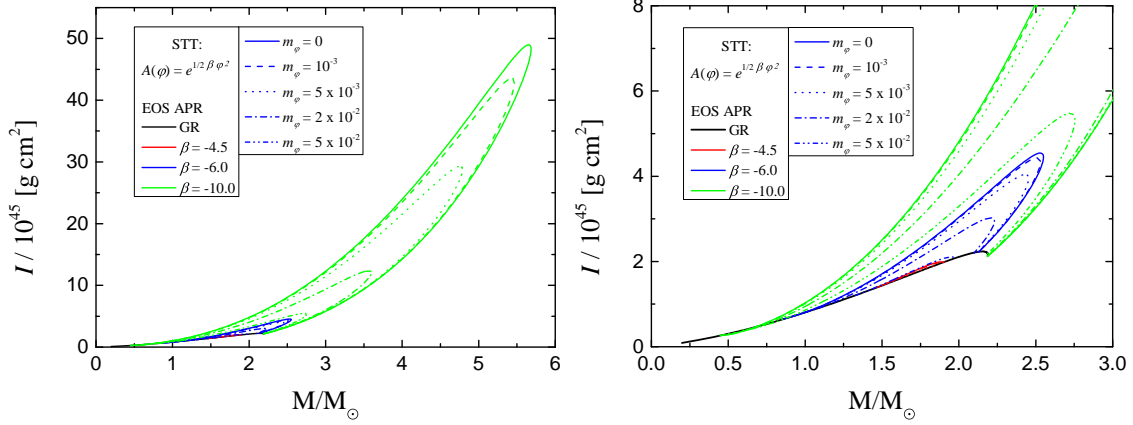 50
40
30
20
10
0
I / 10^45 [g cm^2]
STT:
A(φ) = e^{1/2 β φ^2}
EOS APR
GR
β = -4.5
β = -6.0
β = -10.0
m_φ = 0
m_φ = 10^-3
m_φ = 5 x 10^-3
m_φ = 2 x 10^-2
m_φ = 5 x 10^-2
0 1 2 3 4 5 6
M/M_⊙
8
6
4
2
0
I / 10^45 [g cm^2]
STT:
A(φ) = e^{1/2 β φ^2}
EOS APR
GR
β = -4.5
β = -6.0
β = -10.0
m_φ = 0
m_φ = 10^-3
m_φ = 5 x 10^-3
m_φ = 2 x 10^-2
m_φ = 5 x 10^-2
0.0 0.5 1.0 1.5 2.0 2.5 3.0
M/M_⊙